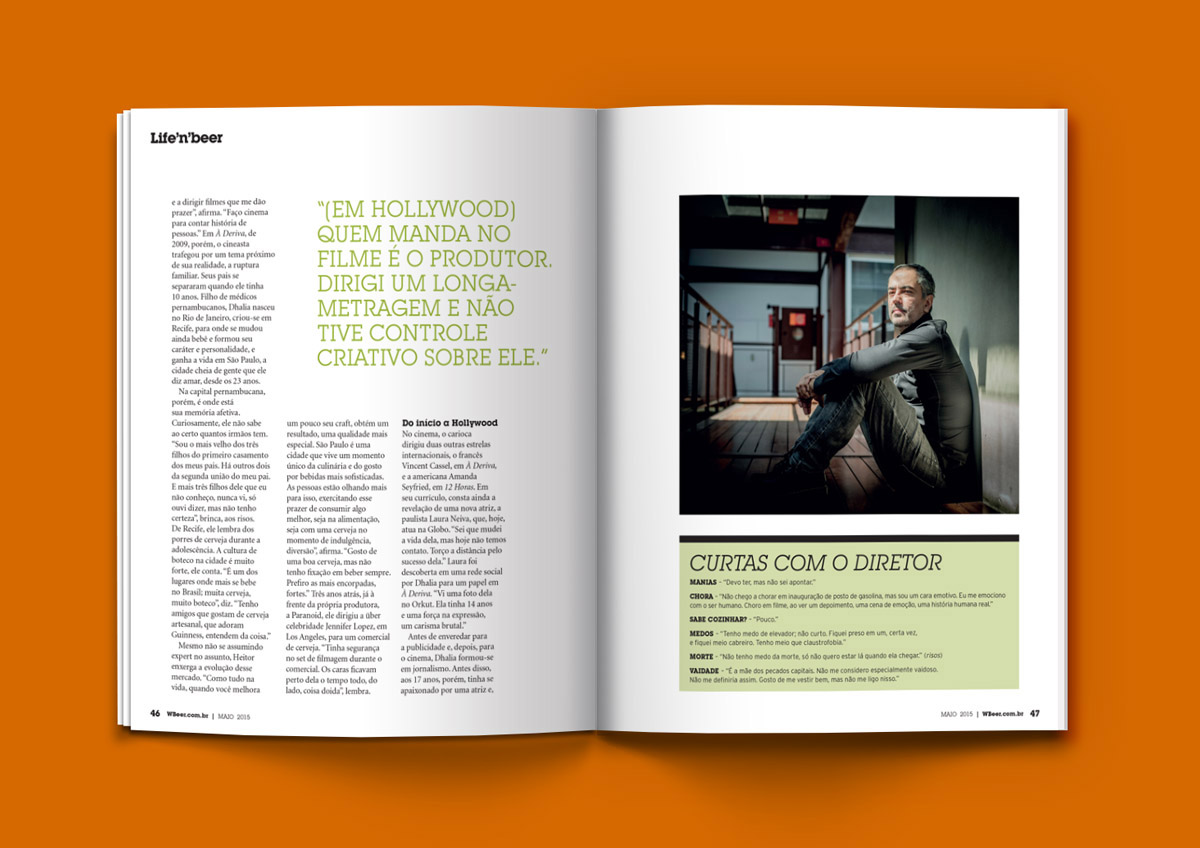 Life'n'beer
e a dirigir filmes que me dão
prazer", afirma. "Faço cinema
para contar história de
pessoas." Em À Deriva, de
2009, porém, o cineasta
trafegou por um tema próximo
de sua realidade, a ruptura
familiar. Seus pais se
separaram quando ele tinha
10 anos. Filho de médicos
pernambucanos, Dhalia nasceu
no Rio de Janeiro, criou-se em
Recife, para onde se mudou
ainda bebê e formou seu
caráter e personalidade, e
ganha a vida em São Paulo, a
cidade cheia de gente que ele
diz amar, desde os 23 anos.
Na capital pernambucana,
porém, é onde está
sua memória afetiva.
Curiosamente, ele não sabe
ao certo quantos irmãos tem.
"Sou o mais velho dos três
filhos do primeiro casamento
dos meus pais. Há outros dois
da segunda união do meu pai.
E mais três filhos dele que eu
não conheço, nunca vi, só
ouvi dizer, mas não tenho
certeza", brinca, aos risos.
De Recife, ele lembra dos
porres de cerveja durante a
adolescência. A cultura de
boteco na cidade é muito
forte, ele conta. "É um dos
lugares onde mais se bebe
no Brasil; muita cerveja,
muito boteco", diz. "Tenho
amigos que gostam de cerveja
artesanal, que adoram
Guinness, entendem da coisa."
Mesmo não se assumindo
expert no assunto, Heitor
enxerga a evolução desse
mercado. "Como tudo na
vida, quando você melhora
"(EM HOLLYWOOD)
QUEM MANDA NO
FILME É O PRODUTOR.
DIRIGI UM LONGA-
METRAGEM E NÃO
TIVE CONTROLE
CRIATIVO SOBRE ELE."
um pouco seu craft, obtém um
resultado, uma qualidade mais
especial. São Paulo é uma
cidade que vive um momento
único da culinária e do gosto
por bebidas mais sofisticadas.
As pessoas estão olhando mais
para isso, exercitando esse
prazer de consumir algo
melhor, seja na alimentação,
seja com uma cerveja no
momento de indulgência,
diversão", afirma. "Gosto de
uma boa cerveja, mas não
tenho fixação em beber sempre.
Prefiro as mais encorpadas,
fortes." Três anos atrás, já à
frente da própria produtora,
a Paranoid, ele dirigiu a über
celebridade Jennifer Lopez, em
Los Angeles, para um comercial
de cerveja. "Tinha segurança
no set de filmagem durante o
comercial. Os caras ficavam
perto dela o tempo todo, do
lado, coisa doida", lembra.
Do início a Hollywood
No cinema, o carioca
dirigiu duas outras estrelas
internacionais, o francês
Vincent Cassel, em À Deriva,
e a americana Amanda
Seyfried, em 12 Horas. Em
seu currículo, consta ainda a
revelação de uma nova atriz, a
paulista Laura Neiva, que, hoje,
atua na Globo. "Sei que mudei
a vida dela, mas hoje não temos
contato. Torço a distância pelo
sucesso dela." Laura foi
descoberta em uma rede social
por Dhalia para um papel em
À Deriva. "Vi uma foto dela
no Orkut. Ela tinha 14 anos
e uma força na expressão,
um carisma brutal."
Antes de enveredar para
a publicidade e, depois, para
o cinema, Dhalia formou-se
em jornalismo. Antes disso,
aos 17 anos, porém, tinha se
apaixonado por uma atriz e,
46 WBeer.com.br | MAIO 2015
CURTAS COM O DIRETOR
MANIAS – "Devo ter, mas não sei apontar."
CHORA – "Não chego a chorar em inauguração de posto de gasolina, mas sou um cara emotivo. Eu me emociono
com o ser humano. Choro em filme, ao ver um depoimento, uma cena de emoção, uma história humana real."
SABE COZINHAR? – "Pouco."
MEDOS – "Tenho medo de elevador; não curto. Fiquei preso em um, certa vez,
e fiquei meio cabreiro. Tenho meio que claustrofobia."
MORTE – "Não tenho medo da morte, só não quero estar lá quando ela chegar." (risos)
VAIDADE – "É a mãe dos pecados capitais. Não me considero especialmente vaidoso.
Não me definiria assim. Gosto de me vestir bem, mas não me ligo nisso."
MAIO 2015 | WBeer.com.br 47